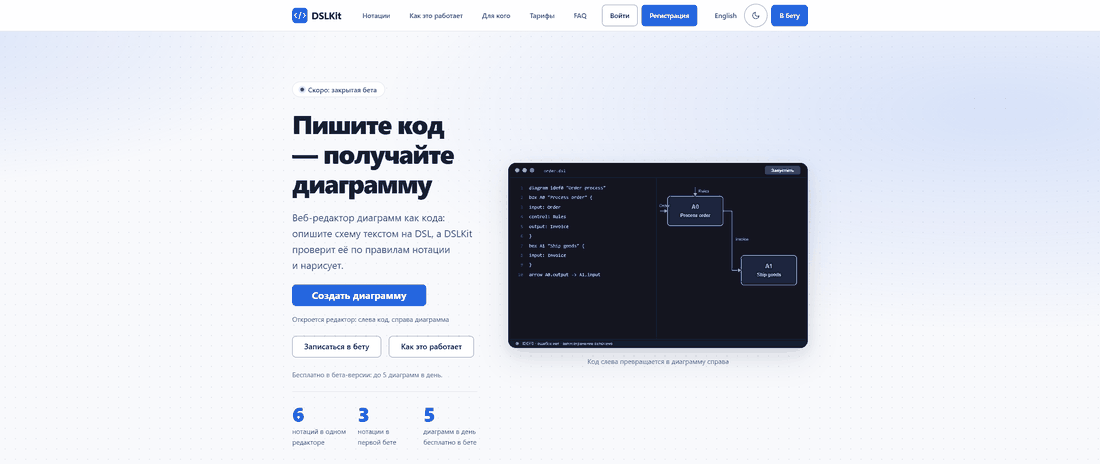 DSLKit
Нотации
Как это работает
Для кого
Тарифы
FAQ
Войти
Регистрация
English
В бету
Скоро: закрытая бета
Пишите код
— получайте
диаграмму
Веб-редактор диаграмм как кода:
опишите схему текстом на DSL, а DSLKit
проверит её по правилам нотации
и нарисует.
Создать диаграмму
Откроется редактор: слева код, справа диаграмма
Записаться в бету
Как это работает
Бесплатно в бета-версии: до 5 диаграмм в день.
6
нотаций в одном
редакторе
3
нотации в
первой бете
5
диаграмм в день
бесплатно в бете
order.dsl
Запустить
diagram idef0 "Order process"
box A0 "Process order" {
input: Order
control: Rules
output: Invoice
}
box A1 "Ship goods" {
input: Invoice
}
arrow A0.output -> A1.input
Rules
Order
A0
Process order
Invoice
A1
Ship goods
Код слева превращается в диаграмму справа